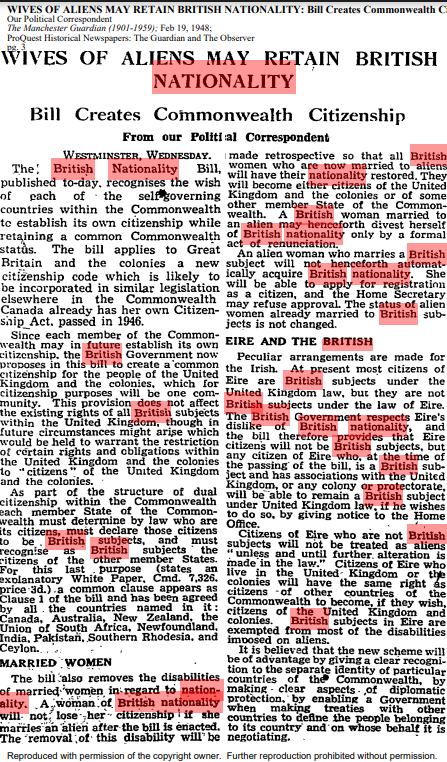 WIVES OF ALIENS MAY RETAIN BRITISH NATIONALITY: Bill Creates Commonwealth C
Our Political Correspondent
The Manchester Guardian (1901-1959); Feb 19, 1948;
ProQuest Historical Newspapers: The Guardian and The Observer
pg. 3
WIVES OF ALIENS MAY RETAIN BRITISH
NATIONALITY
Bill Creates Commonwealth Citizenship
From our Political Correspondent
WESTMINSTER, WEDNESDAY.
The British Nationality Bill,
published to-day, recognises the wish
of each of the self-governing
countries within the Commonwealth
to establish its own citizenship while
retaining a common Commonwealth
status. The bill applies to Great
Britain and the colonies a new
citizenship code which is likely to
be incorporated in similar legislation
elsewhere in the Commonwealth
Canada already has her own Citizen-
ship Act, passed in 1946.
Since each member of the Common-
wealth may in future establish its own
citizenship, the British Government now
proposes in this bill to create a common
citizenship for the people of the United
Kingdom and the colonies, which for
citizenship purposes will be one com-
munity. This provision does not affect
the existing rights of all British subjects
within the United Kingdom, though in
future circumstances might arise which
would be held to warrant the restriction
of certain rights and obligations within
the United Kingdom and the colonies
to "citizens" of the United Kingdom
and the colonies.
As part of the structure of dual
citizenship within the Commonwealth
each member State of the Common-
wealth must determine by law who are
its citizens, must declare those citizens
to be British subjects, and must
recognise as British subjects the
citizens of the other member States.
For this last purpose (states an
explanatory White Paper, Cmd. 7,326,
price 3d.) a common clause appears as
Clause 1 of the bill and has been agreed
by all the countries named in it:
Canada, Australia, New Zealand, the
Union of South Africa, Newfoundland,
India, Pakistan, Southern Rhodesia, and
Ceylon.
MARRIED WOMEN
The bill also removes the disabilities
of married women in regard to nation-
ality. A woman of British nationality
will not lose her citizenship if she
marries an alien after the bill is enacted.
The removal of this disability will be
made retrospective so that all British
women who are now married to aliens
will have their nationality restored. They
will become either citizens of the United
Kingdom and the colonies or of some
other member State of the Common-
wealth. A British woman married to
an alien may henceforth divest herself
of British nationality only by a formal
act of renunciation.
An alien woman who marries a British
subject will not henceforth automat-
ically acquire British nationality. She
will be able to apply for registration
as a citizen, and the Home Secretary
may refuse approval. The status of alien
women already married to British sub-
jects is not changed.
EIRE AND THE BRITISH
Peculiar arrangements are made for
the Irish. At present most citizens of
Eire are British subjects under the
United Kingdom law, but they are not
British subjects under the law of Eire.
The British Government respects Eire's
dislike of British nationality, and
the bill therefore provides that Eire
citizens will not be British subjects, but
any citizen of Eire who, at the time of
the passing of the bill, is a British sub-
ject and has associations with the United
Kingdom, or any colony or protectorate,
will be able to remain a British subject
under United Kingdom law, if he wishes
to do so, by giving notice to the Home
Office.
Citizens of Eire who are not British
subjects will not be treated as aliens
"unless and until further alteration is
made in the law." Citizens of Eire who
live in the United Kingdom or the
colonies will have the same right as
citizens of other countries of the
Commonwealth to become, if they wish,
citizens of the United Kingdom and
colonies. British subjects in Eire are
exempted from most of the disabilities
imposed on aliens.
It is believed that the new scheme will
be of advantage by giving a clear recogni-
tion to the separate identity of particular
countries of the Commonwealth, by
making clear aspects of diplomatic
protection, by enabling a Government
when making treaties with other
countries to define the people belonging
to its country and on whose behalf it is
negotiating.
Reproduced with permission of the copyright owner. Further reproduction prohibited without permission.